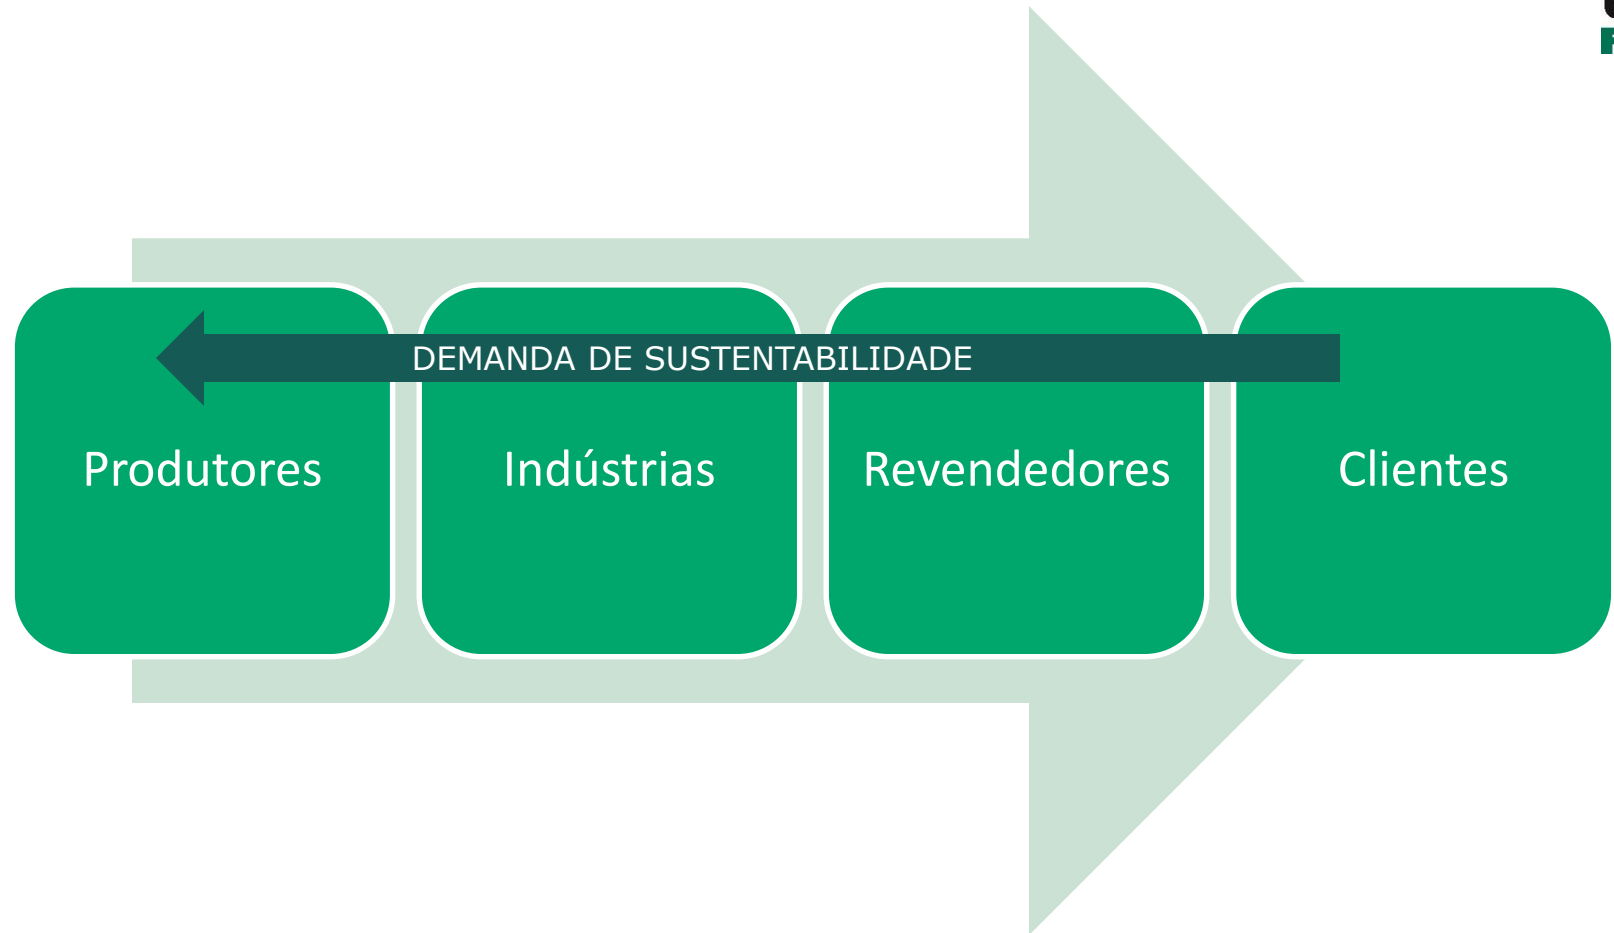 DEMANDA DE SUSTENTABILIDADE
Produtores
Indústrias
Revendedores
Clientes